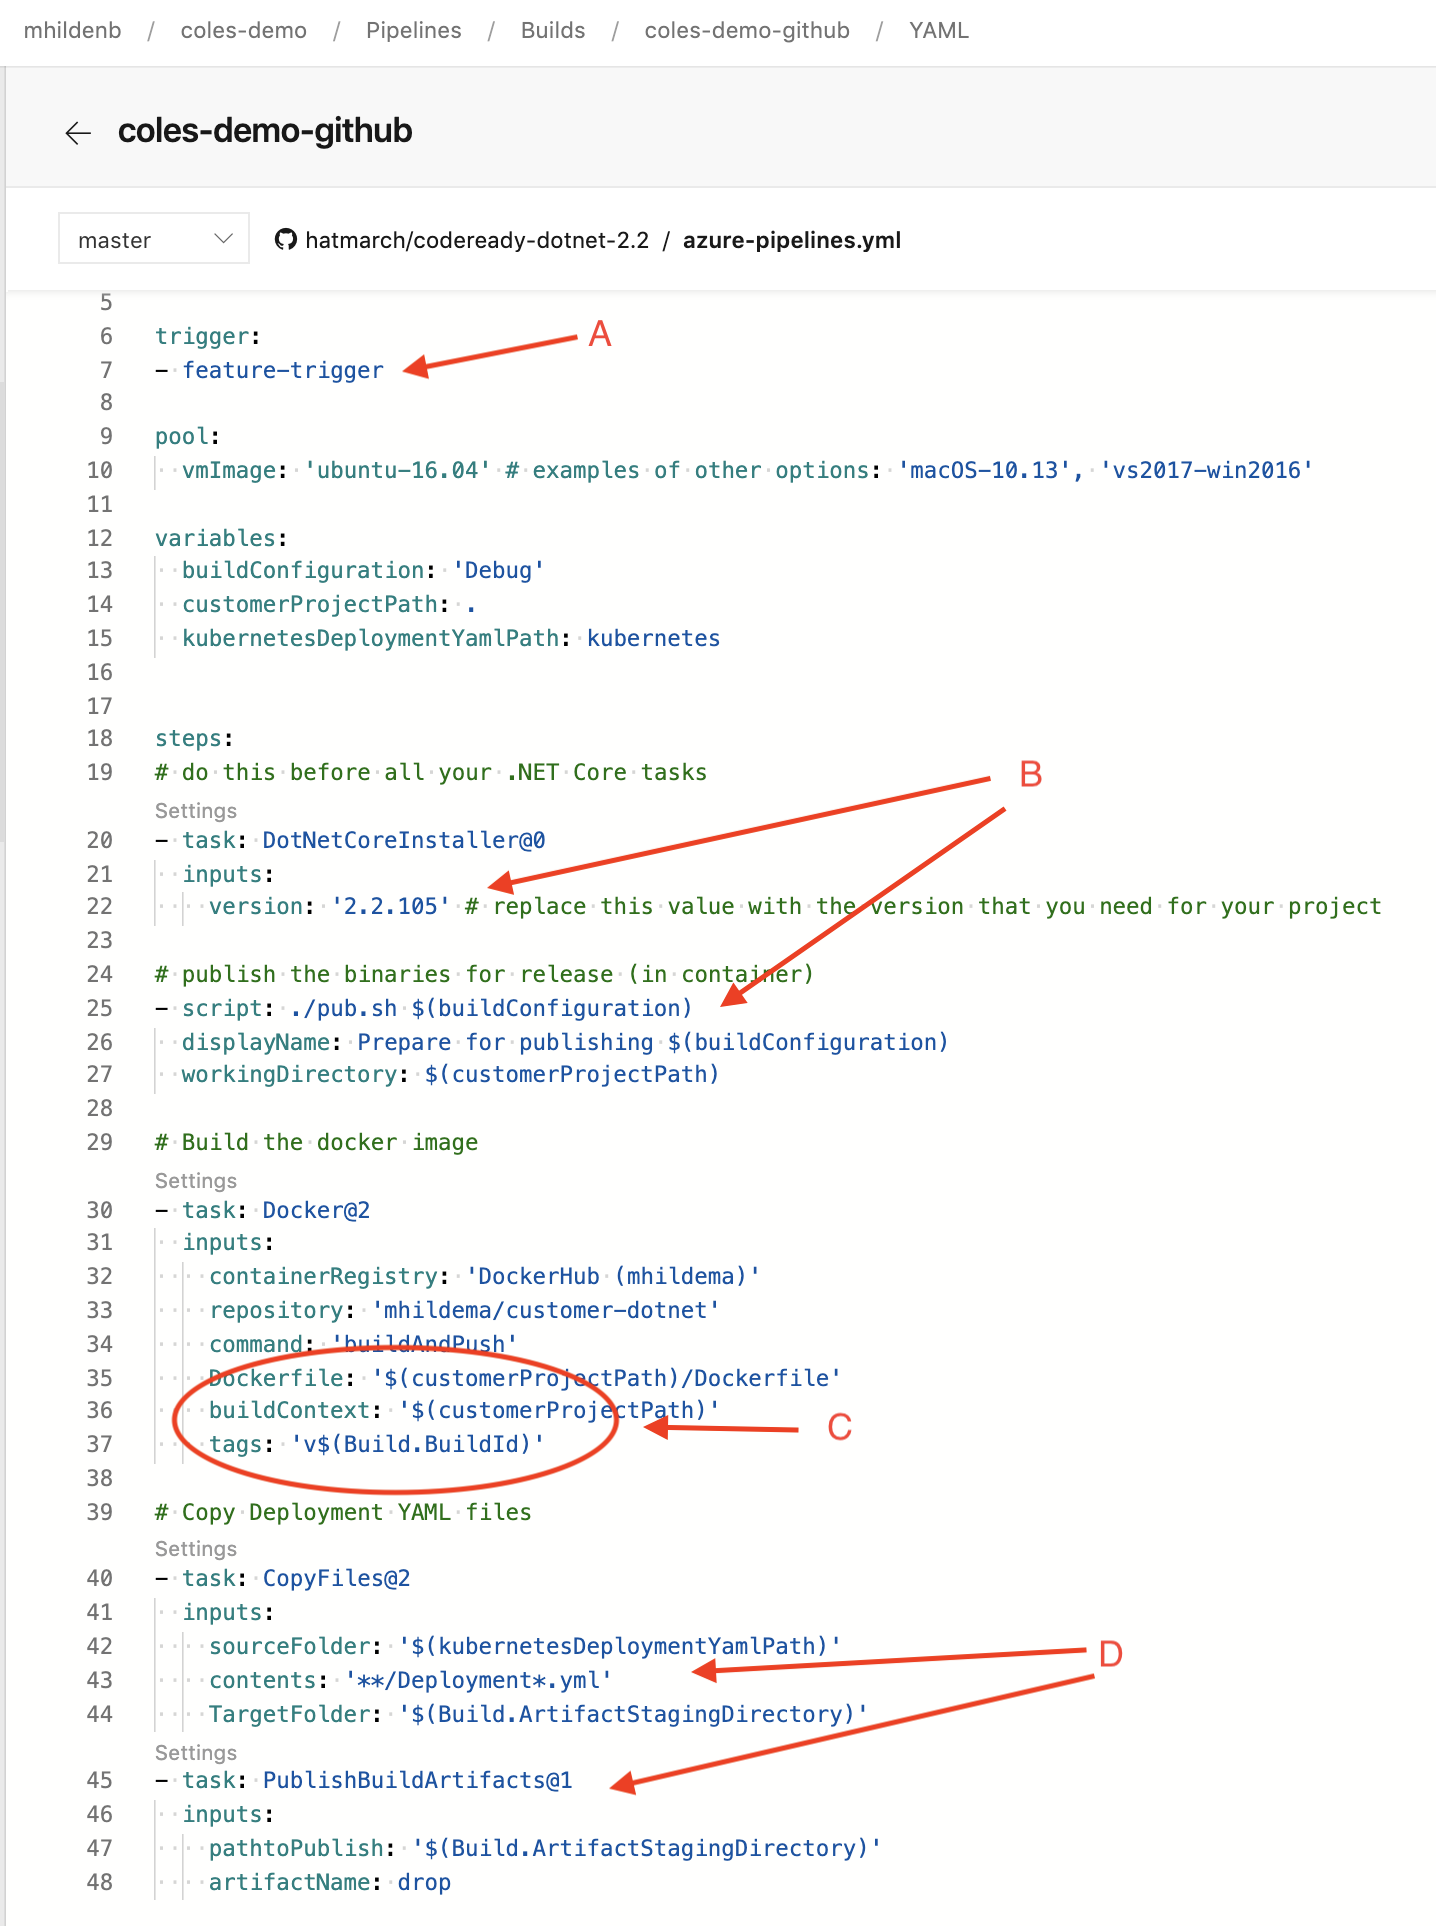 mhildenb / coles-demo / Pipelines / Builds / coles-demo-github / YAML
← coles-demo-github
master hatmarch/codeready-dotnet-2.2 / azure-pipelines.yml
5
6 trigger: A
7 - feature-trigger
8
9 pool:
10 vmImage: 'ubuntu-16.04' # examples of other options: 'macOS-10.13', 'vs2017-win2016'
11
12 variables:
13 buildConfiguration: 'Debug'
14 customerProjectPath: .
15 kubernetesDeploymentYamlPath: kubernetes
16
17
18 steps:
19 # do this before all your .NET Core tasks B
Settings
20 - task: DotNetCoreInstaller@0
21 inputs:
22 version: '2.2.105' # replace this value with the version that you need for your project
23
24 # publish the binaries for release (in container)
25 - script: ./pub.sh $(buildConfiguration)
26 displayName: Prepare for publishing $(buildConfiguration)
27 workingDirectory: $(customerProjectPath)
28
29 # Build the docker image
Settings
30 - task: Docker@2
31 inputs:
32 containerRegistry: 'DockerHub (mhildema)'
33 repository: 'mhildema/customer-dotnet'
34 command: 'buildAndPush'
35 Dockerfile: '$(customerProjectPath)/Dockerfile'
36 buildContext: '$(customerProjectPath)' C
37 tags: 'v$(Build.BuildId)'
38
39 # Copy Deployment YAML files
Settings
40 - task: CopyFiles@2
41 inputs:
42 sourceFolder: '$(kubernetesDeploymentYamlPath)' D
43 contents: '**/Deployment*.yml'
44 TargetFolder: '$(Build.ArtifactStagingDirectory)'
Settings
45 - task: PublishBuildArtifacts@1
46 inputs:
47 pathtoPublish: '$(Build.ArtifactStagingDirectory)'
48 artifactName: drop